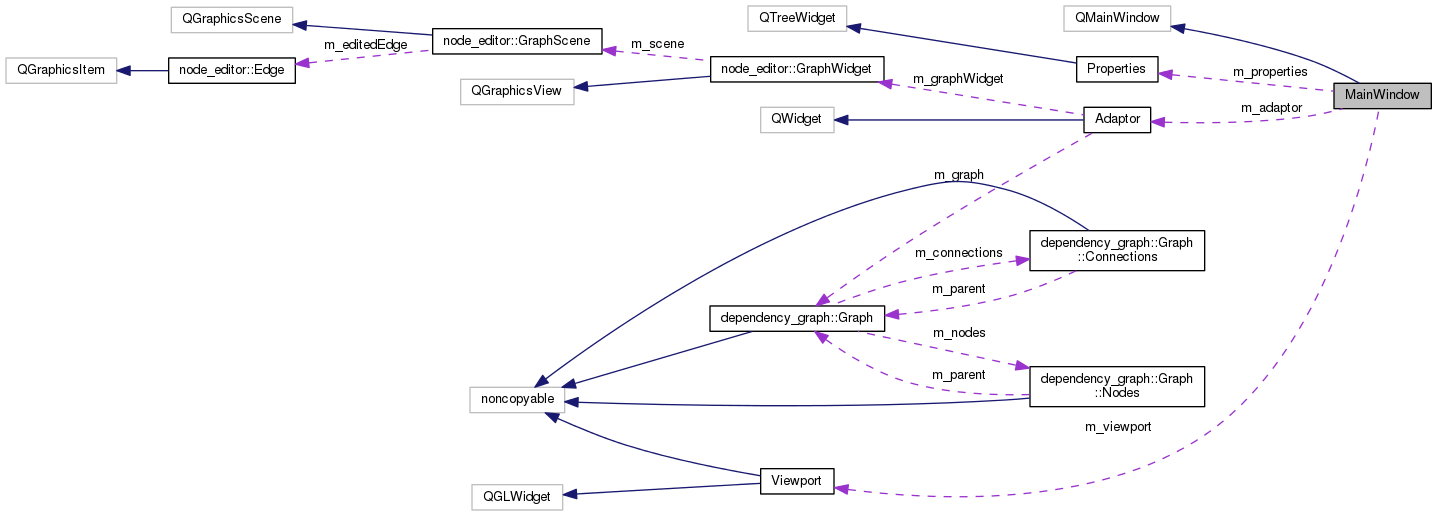 QGraphicsScene
QTreeWidget
QMainWindow
m_editedEdge
node_editor::GraphScene
m_scene
QGraphicsItem
node_editor::Edge
node_editor::GraphWidget
Properties
m_properties
QGraphicsView
m_graphWidget
MainWindow
m_adaptor
QWidget
Adaptor
m_graph
dependency_graph::Graph
::Connections
m_connections
m_parent
dependency_graph::Graph
m_nodes
m_parent
dependency_graph::Graph
::Nodes
noncopyable
m_viewport
Viewport
QGLWidget